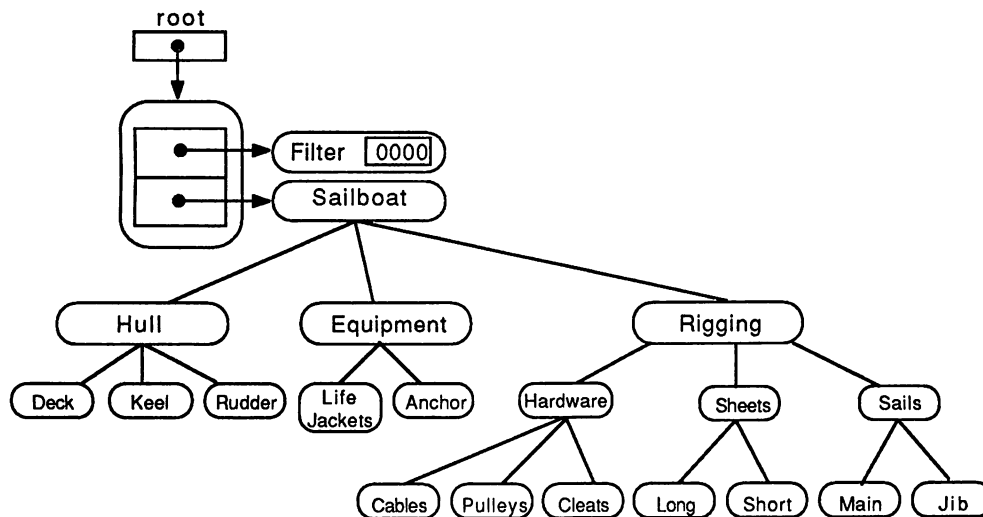 root
Filter 0000
Sailboat
Hull Equipment Rigging
Deck Keel Rudder Life Jackets Anchor Hardware Sheets Sails
Cables Pulleys Cleats Long Short Main Jib